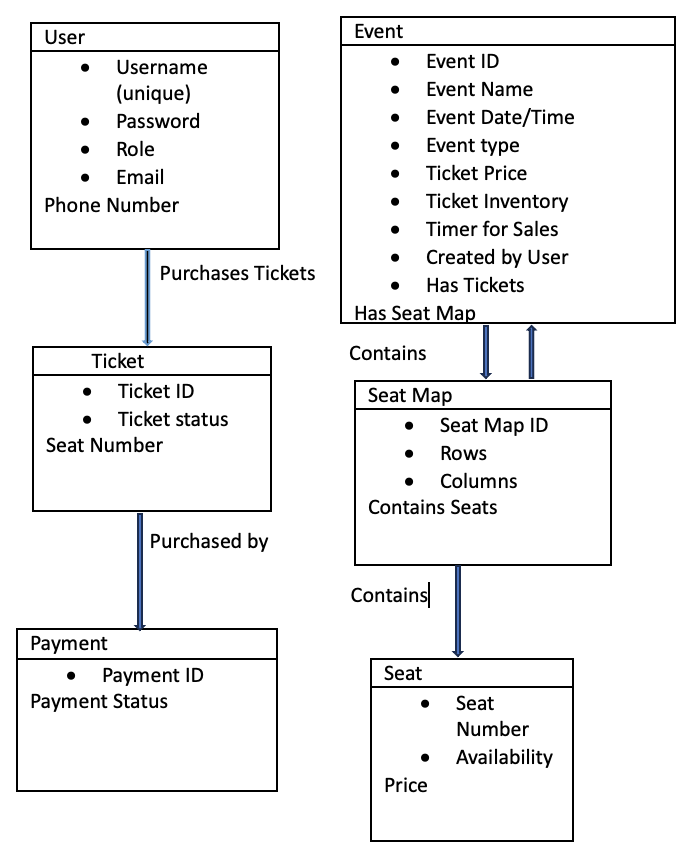 User
• Username
(unique)
• Password
• Role
• Email
Phone Number
Purchases Tickets
Ticket
• Ticket ID
• Ticket status
Seat Number
Purchased by
Payment
• Payment ID
Payment Status
Event
• Event ID
• Event Name
• Event Date/Time
• Event type
• Ticket Price
• Ticket Inventory
• Timer for Sales
• Created by User
• Has Tickets
Has Seat Map
Contains
Seat Map
• Seat Map ID
• Rows
• Columns
Contains Seats
Contains
Seat
• Seat
Number
• Availability
Price